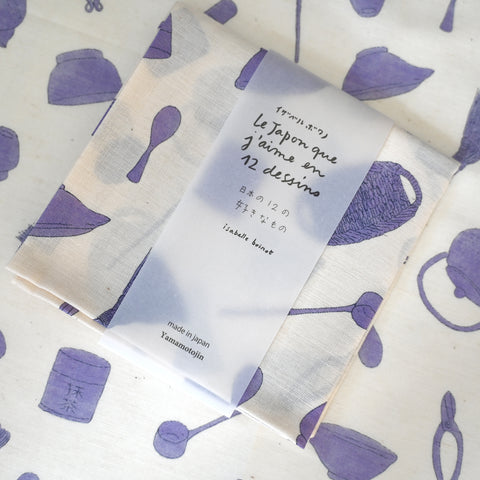 イザベル・ボワノ
Le Japon que
j'aime en
12 dessins
日本の12の
好きなもの
isabelle boinot
made in japan
Yamamotojin
抹茶